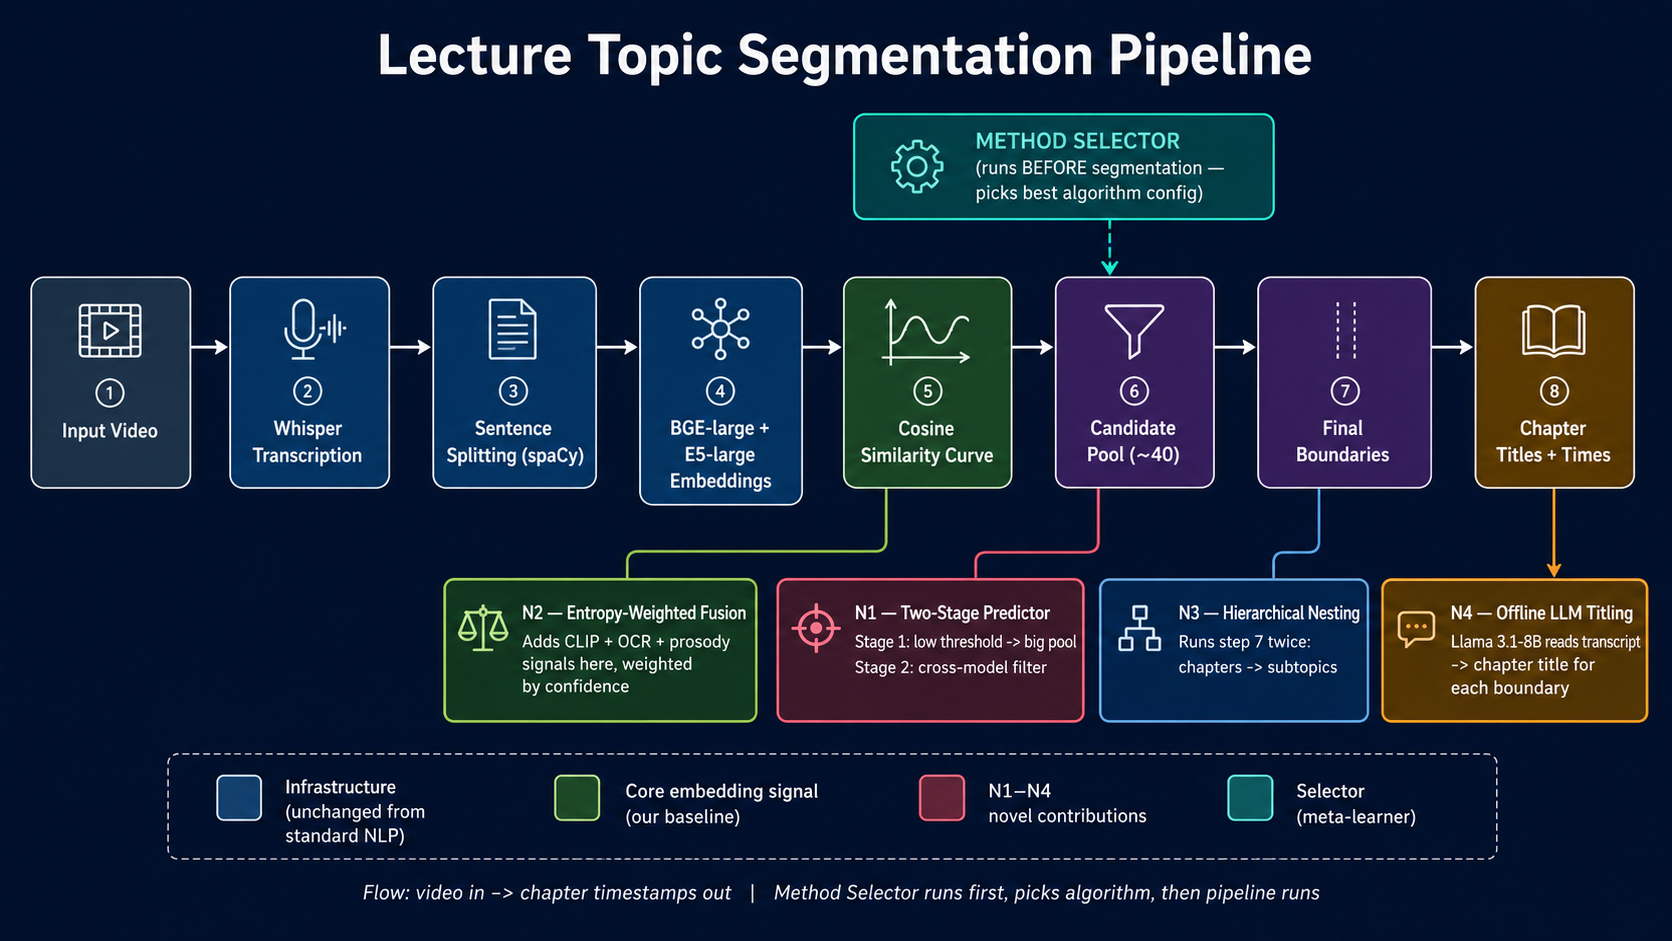 Lecture Topic Segmentation Pipeline
METHOD SELECTOR
(runs BEFORE segmentation —
picks best algorithm config)
1
Input Video
2
Whisper
Transcription
3
Sentence
Splitting (spaCy)
4
BGE-large +
E5-large
Embeddings
5
Cosine
Similarity Curve
6
Candidate
Pool (~40)
7
Final
Boundaries
8
Chapter
Titles + Times
N2 — Entropy-Weighted Fusion
Adds CLIP + OCR + prosody
signals here, weighted
by confidence
N1 — Two-Stage Predictor
Stage 1: low threshold -> big pool
Stage 2: cross-model filter
N3 — Hierarchical Nesting
Runs step 7 twice:
chapters -> subtopics
N4 — Offline LLM Titling
Llama 3.1-8B reads transcript
-> chapter title for
each boundary
Infrastructure
(unchanged from
standard NLP)
Core embedding signal
(our baseline)
N1–N4
novel contributions
Selector
(meta-learner)
Flow: video in -> chapter timestamps out | Method Selector runs first, picks algorithm, then pipeline runs